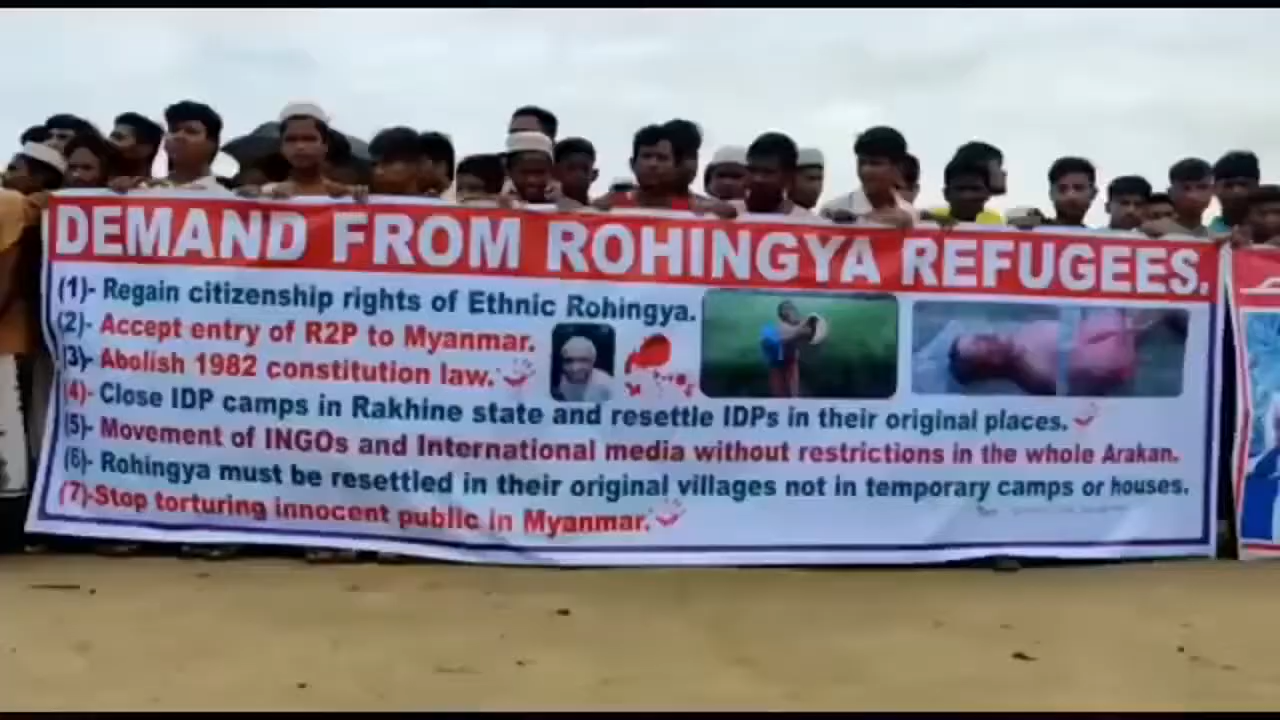 DEMAND FROM ROHINGYA REFUGEES.
(1)- Regain citizenship rights of Ethnic Rohingya.
(2)- Accept entry of R2P to Myanmar.
(3)- Abolish 1982 constitution law.
(4)- Close IDP camps in Rakhine state and resettle IDPs in their original places.
(5)- Movement of INGOs and International media without restrictions in the whole Arakan.
(6)- Rohingya must be resettled in their original villages not in temporary camps or houses.
(7)-Stop torturing innocent public in Myanmar.